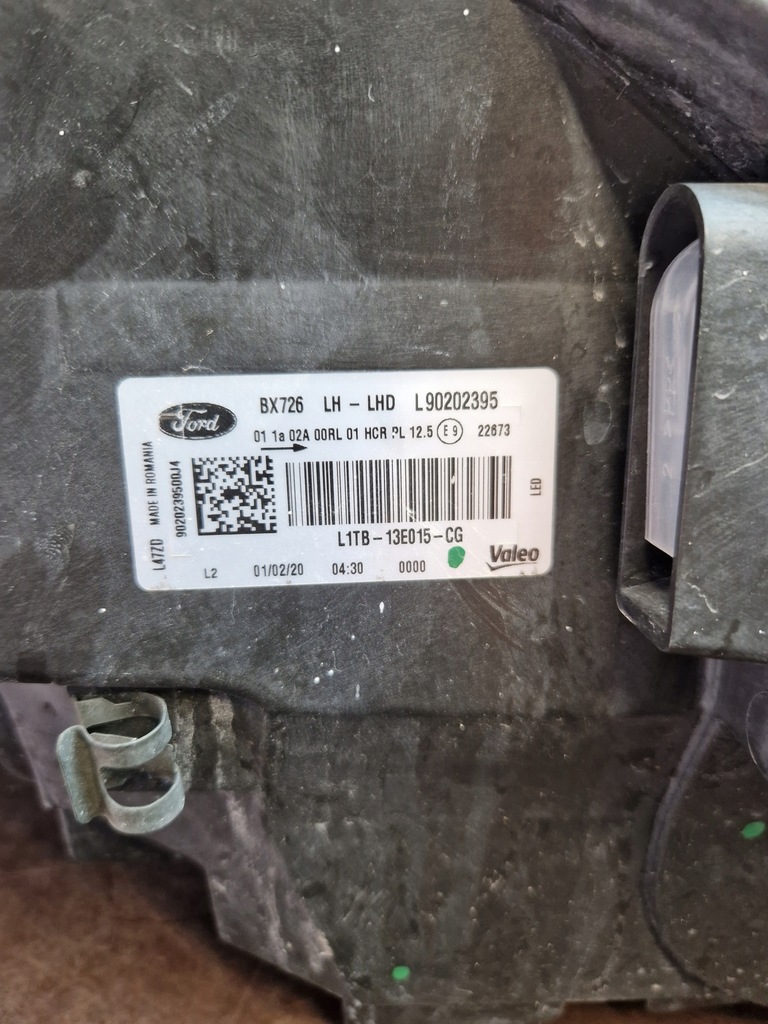 Ford
BX726 LH - LHD L90202395
01 1a 02A 00RL 01 HCR PL 12.5 E9 22673
L1TB-13E015-CG
L2 01/02/20 04:30 0000 Valeo
LED
L47ZD MADE IN ROMANIA
9020239500J4